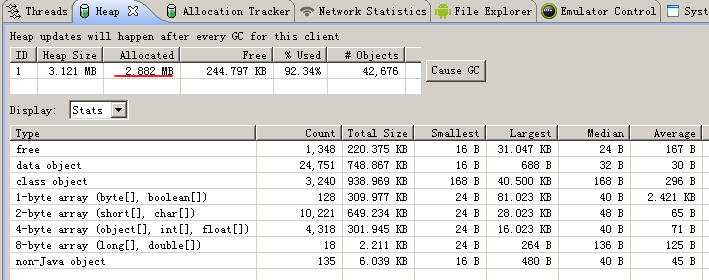 Threads Heap Allocation Tracker Network Statistics File Explorer Emulator Control
Heap updates will happen after every GC for this client
ID Heap Size Allocated Free % Used # Objects
1 3.121 MB 2.882 MB 244.797 KB 92.34% 42,676 Cause GC
Display: Stats
Type Count Total Size Smallest Largest Median Average
free 1,348 220.375 KB 16 B 31.047 KB 24 B 167 B
data object 24,751 748.867 KB 16 B 688 B 32 B 30 B
class object 3,240 938.969 KB 168 B 40.500 KB 168 B 296 B
1-byte array (byte[], boolean[]) 128 309.977 KB 24 B 81.023 KB 40 B 2.421 KB
2-byte array (short[], char[]) 10,221 649.234 KB 24 B 28.023 KB 48 B 65 B
4-byte array (object[], int[], float[]) 4,318 301.945 KB 24 B 16.023 KB 40 B 71 B
8-byte array (long[], double[]) 18 2.211 KB 24 B 264 B 136 B 125 B
non-Java object 135 6.039 KB 16 B 480 B 40 B 45 B